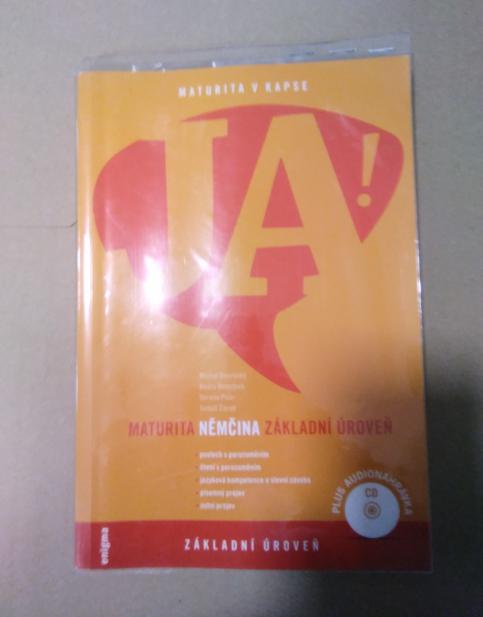 MATURITA V KAPSE
JA!
MATURITA NĚMČINA ZÁKLADNÍ ÚROVEŇ
• poslech s porozuměním
• čtení s porozuměním
• jazyková kompetence a slovní zásoba
• písemný projev
• ústní projev
PLUS AUDIONAHRÁVKA
CD
enigma
ZÁKLADNÍ ÚROVEŇ